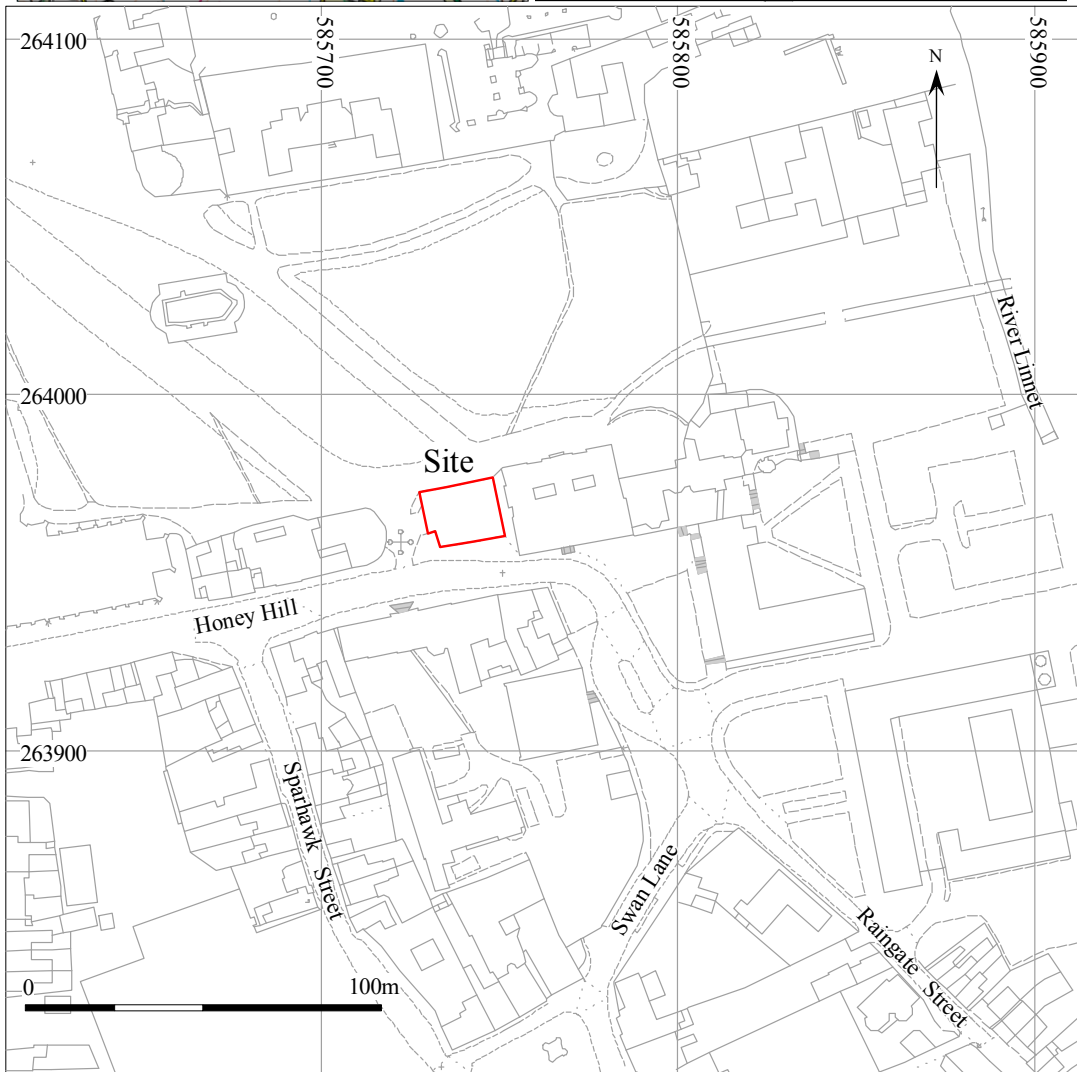 264100
585700
585800
585900
N
River Linnet
264000
Site
Honey Hill
263900
Sparhawk Street
Swan Lane
Raingate Street
0 100m